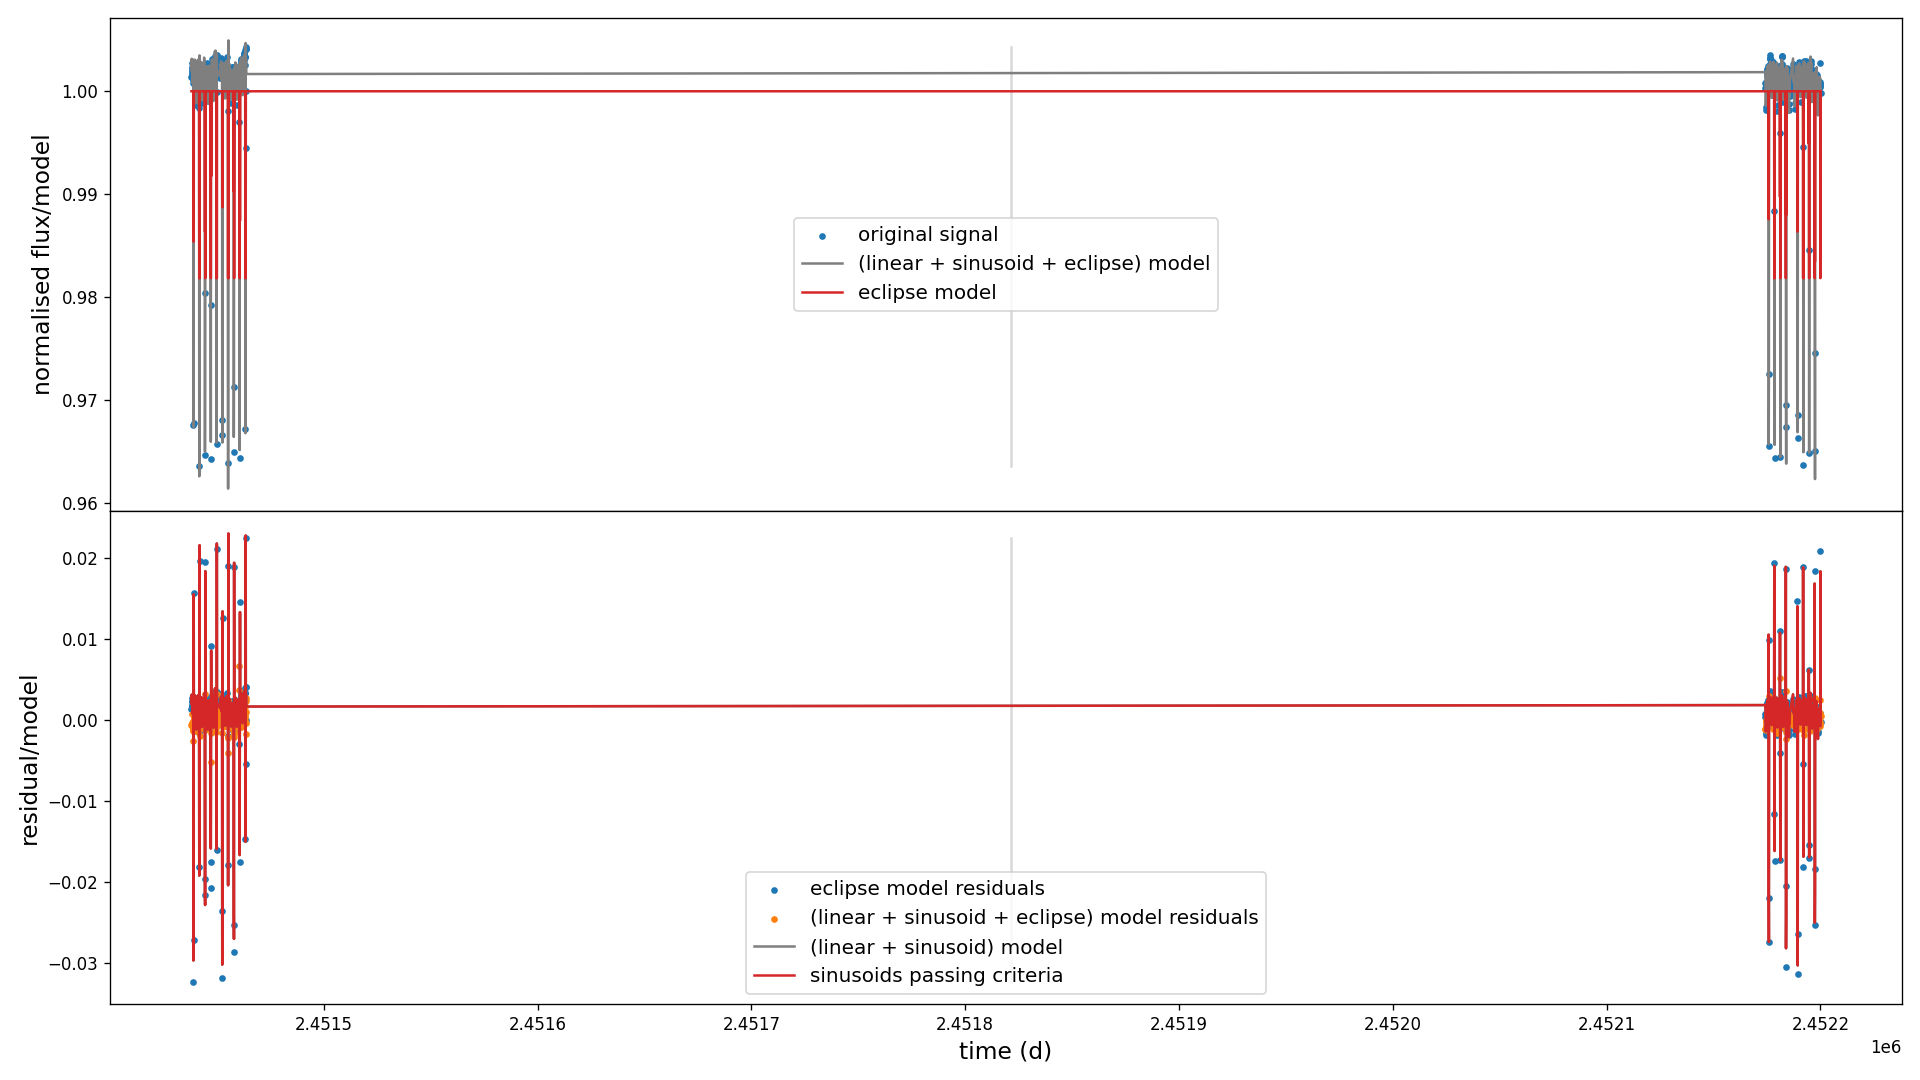 normalised flux/model
1.00
0.99
0.98
0.97
0.96
original signal
(linear + sinusoid + eclipse) model
eclipse model
residual/model
0.02
0.01
0.00
−0.01
−0.02
−0.03
eclipse model residuals
(linear + sinusoid + eclipse) model residuals
(linear + sinusoid) model
sinusoids passing criteria
2.4515 2.4516 2.4517 2.4518 2.4519 2.4520 2.4521 2.4522
1e6
time (d)